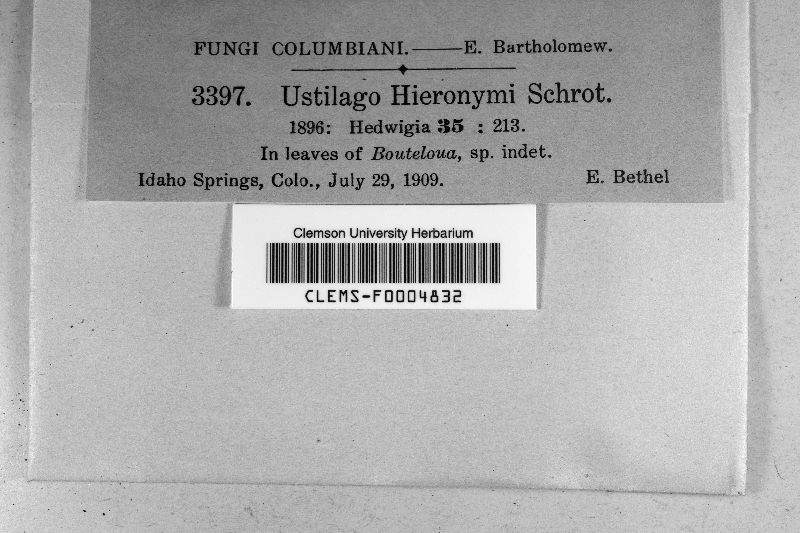 FUNGI COLUMBIANI.——E. Bartholomew.
3397. Ustilago Hieronymi Schrot.
1896: Hedwigia 35 : 213.
In leaves of Bouteloua, sp. indet.
Idaho Springs, Colo., July 29, 1909. E. Bethel
Clemson University Herbarium
CLEMS-F0004832